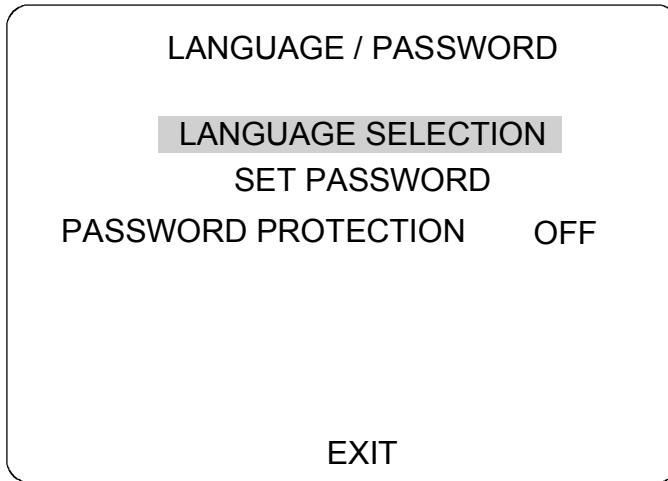 LANGUAGE / PASSWORD
LANGUAGE SELECTION
SET PASSWORD
PASSWORD PROTECTION OFF
EXIT